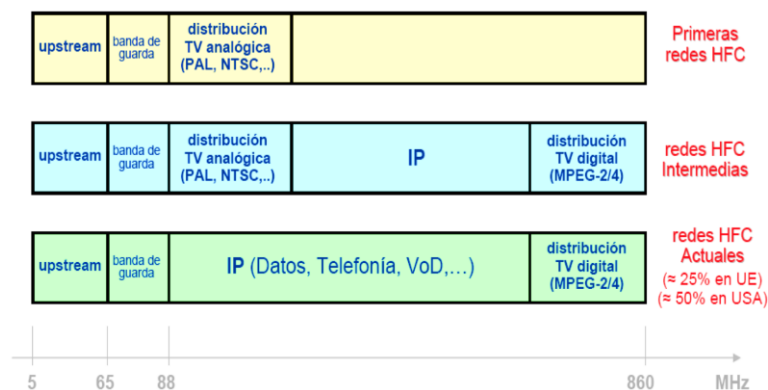 upstream
banda de
guarda
distribución
TV analógica
(PAL, NTSC,..)
Primeras
redes HFC
upstream
banda de
guarda
distribución
TV analógica
(PAL, NTSC,..)
IP
distribución
TV digital
(MPEG-2/4)
redes HFC
Intermedias
upstream
banda de
guarda
IP (Datos, Telefonía, VoD,...)
distribución
TV digital
(MPEG-2/4)
redes HFC
Actuales
(≈ 25% en UE)
(≈ 50% en USA)
5 65 88 860 MHz